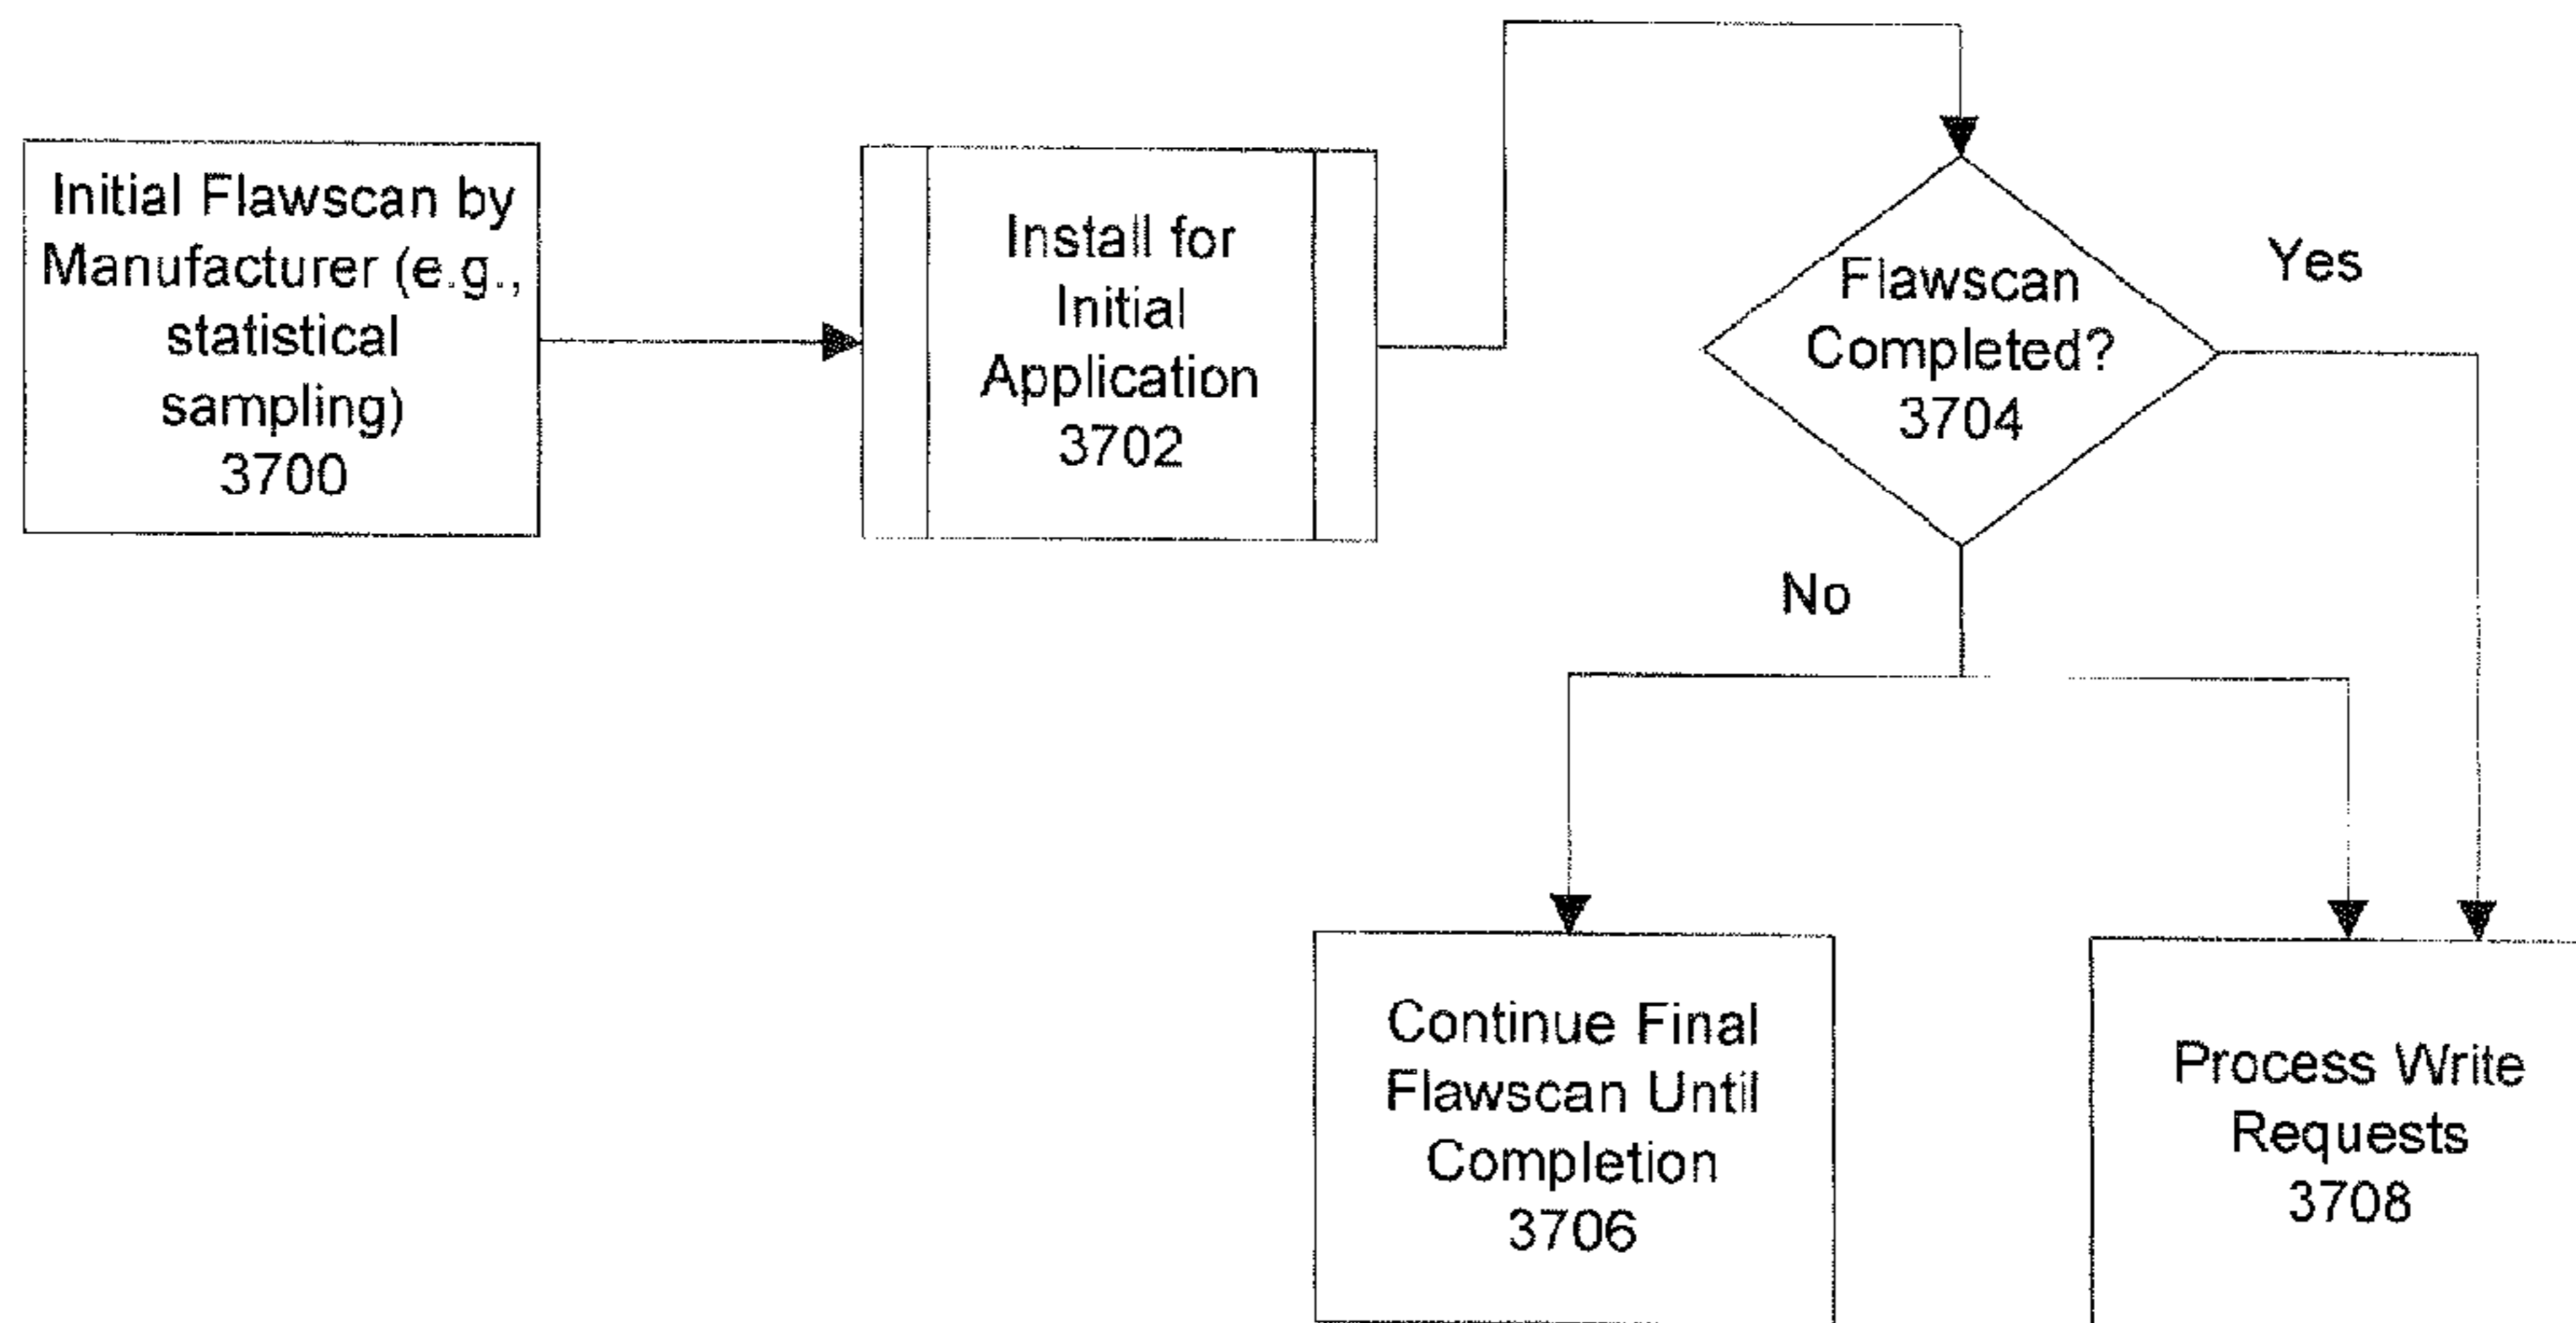 Initial Flawscan by
Manufacturer (e.g.,
statistical
sampling)
3700
Install for
Initial
Application
3702
Flawscan
Completed?
3704
Yes
No
Continue Final
Flawscan Until
Completion
3706
Process Write
Requests
3708